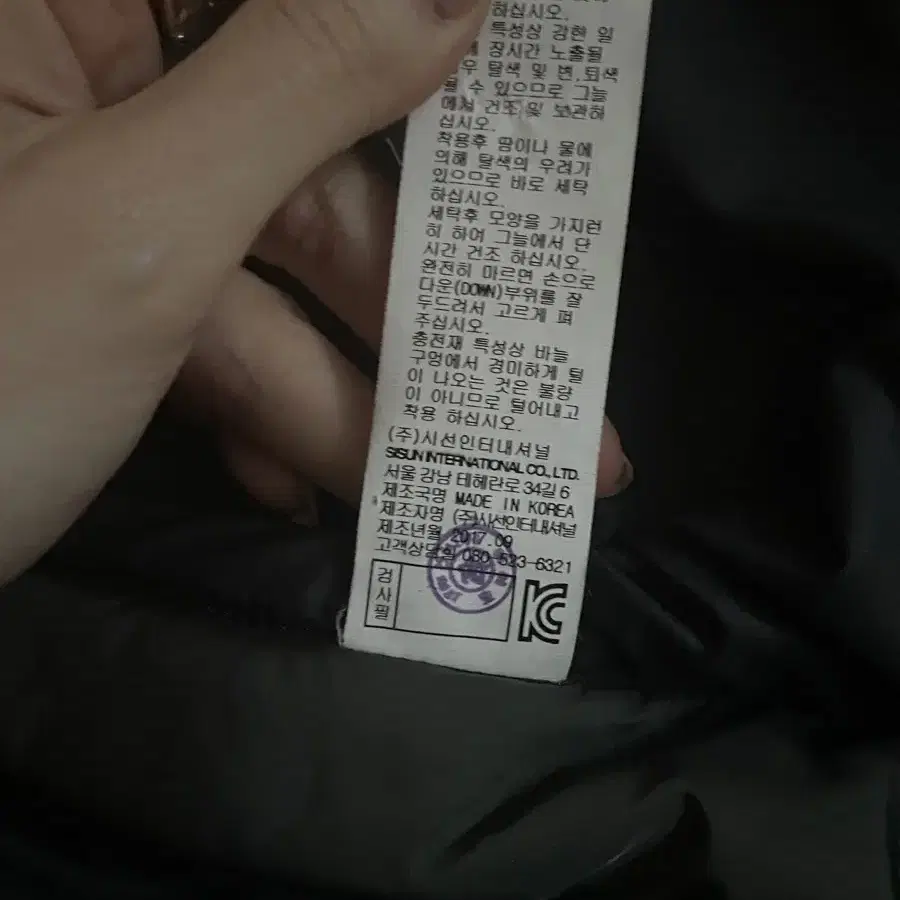 하십시오.
특성상 강한 일
장시간 노출될
우 탈색 및 변,퇴색
될 수 있으므로 그늘
에서 건조 및 보관하
십시오.
착용후 땀이나 물에
의해 탈색의 우려가
있으므로 바로 세탁
하십시오.
세탁후 모양을 가지런
히 하여 그늘에서 단
시간 건조 하십시오.
완전히 마르면 손으로
다운(DOWN)부위를 잘
두드려서 고르게 펴
주십시오.
충전재 특성상 바늘
구멍에서 경미하게 털
이 나오는 것은 불량
이 아니므로 털어내고
착용 하십시오.
(주)시선인터내셔널
SISUN INTERNATIONAL CO., LTD.
서울 강남 테헤란로 34길 6
제조국명 MADE IN KOREA
제조자명 (주)시선인터내셔널
제조년월 2017.09
고객상담실 080-523-6321
검사필
KC